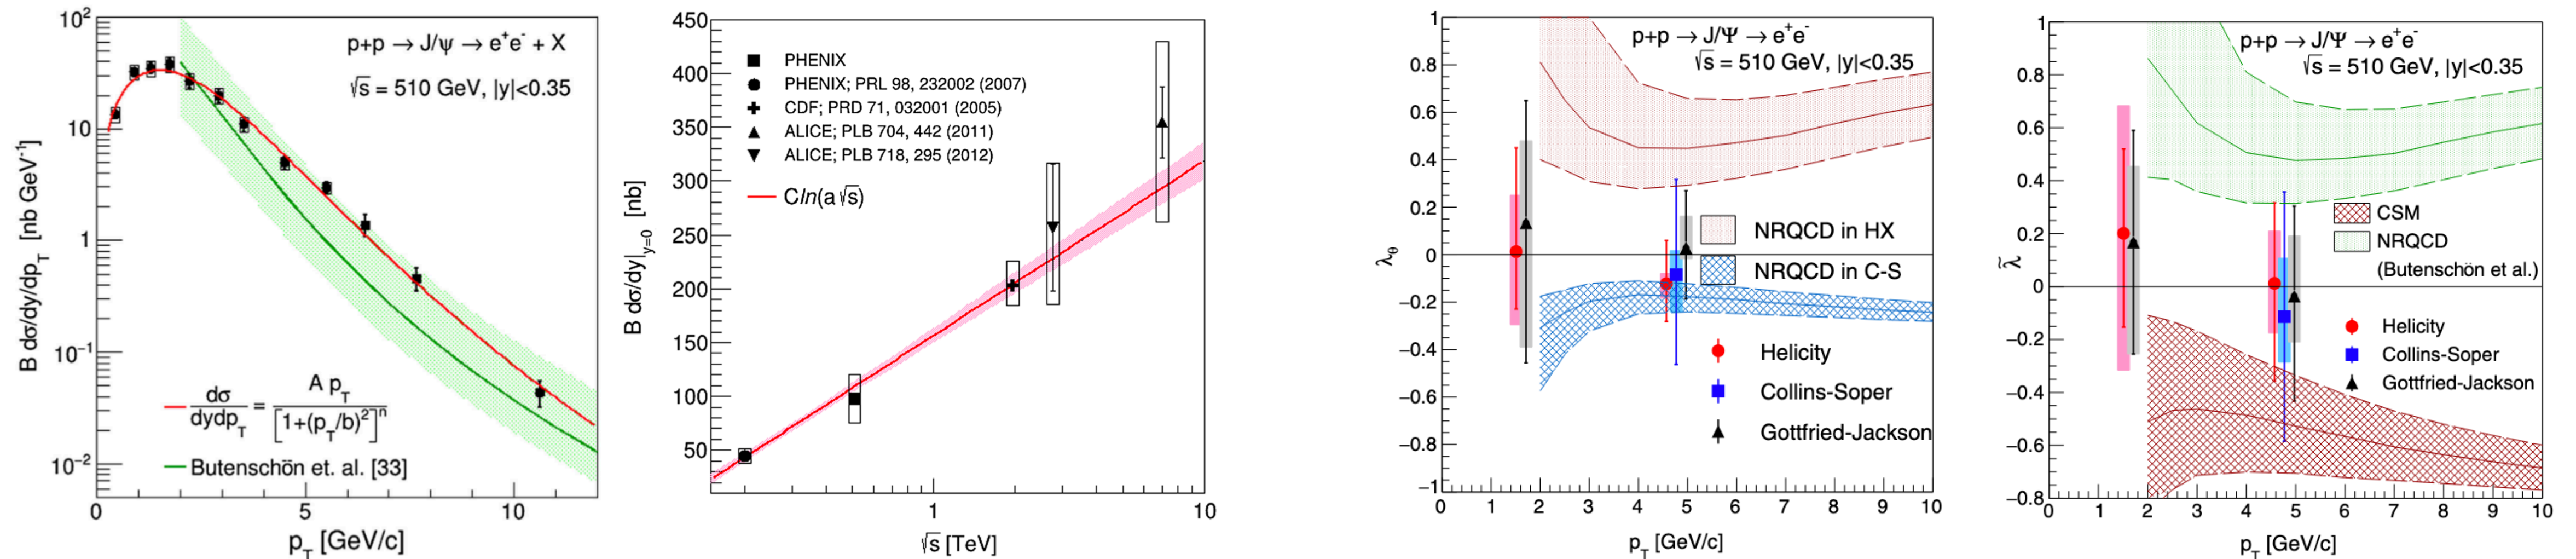 10²
10
1
10⁻¹
10⁻²
B dσ/dy/dp_T [nb GeV⁻¹]
p+p → J/ψ → e⁺e⁻ + X
√s = 510 GeV, |y|<0.35
dσ/dydp_T = A p_T/[1+(p_T/b)²]ⁿ
Butenschön et. al. [33]
0 5 10
p_T [GeV/c]
450
400
350
300
250
200
150
100
50
B dσ/dy|y=0 [nb]
PHENIX
PHENIX; PRL 98, 232002 (2007)
CDF; PRD 71, 032001 (2005)
ALICE; PLB 704, 442 (2011)
ALICE; PLB 718, 295 (2012)
Cln(a √s)
1 10
√s [TeV]
1
0.8
0.6
0.4
0.2
0
−0.2
−0.4
−0.6
−0.8
−1
λ_θ
p+p → J/Ψ → e⁺e⁻
√s = 510 GeV, |y|<0.35
NRQCD in HX
NRQCD in C-S
Helicity
Collins-Soper
Gottfried-Jackson
0 1 2 3 4 5 6 7 8 9 10
p_T [GeV/c]
1
0.8
0.6
0.4
0.2
0
−0.2
−0.4
−0.6
−0.8
λ̃
p+p → J/Ψ → e⁺e⁻
√s = 510 GeV, |y|<0.35
CSM
NRQCD
(Butenschön et al.)
Helicity
Collins-Soper
Gottfried-Jackson
0 1 2 3 4 5 6 7 8 9 10
p_T [GeV/c]